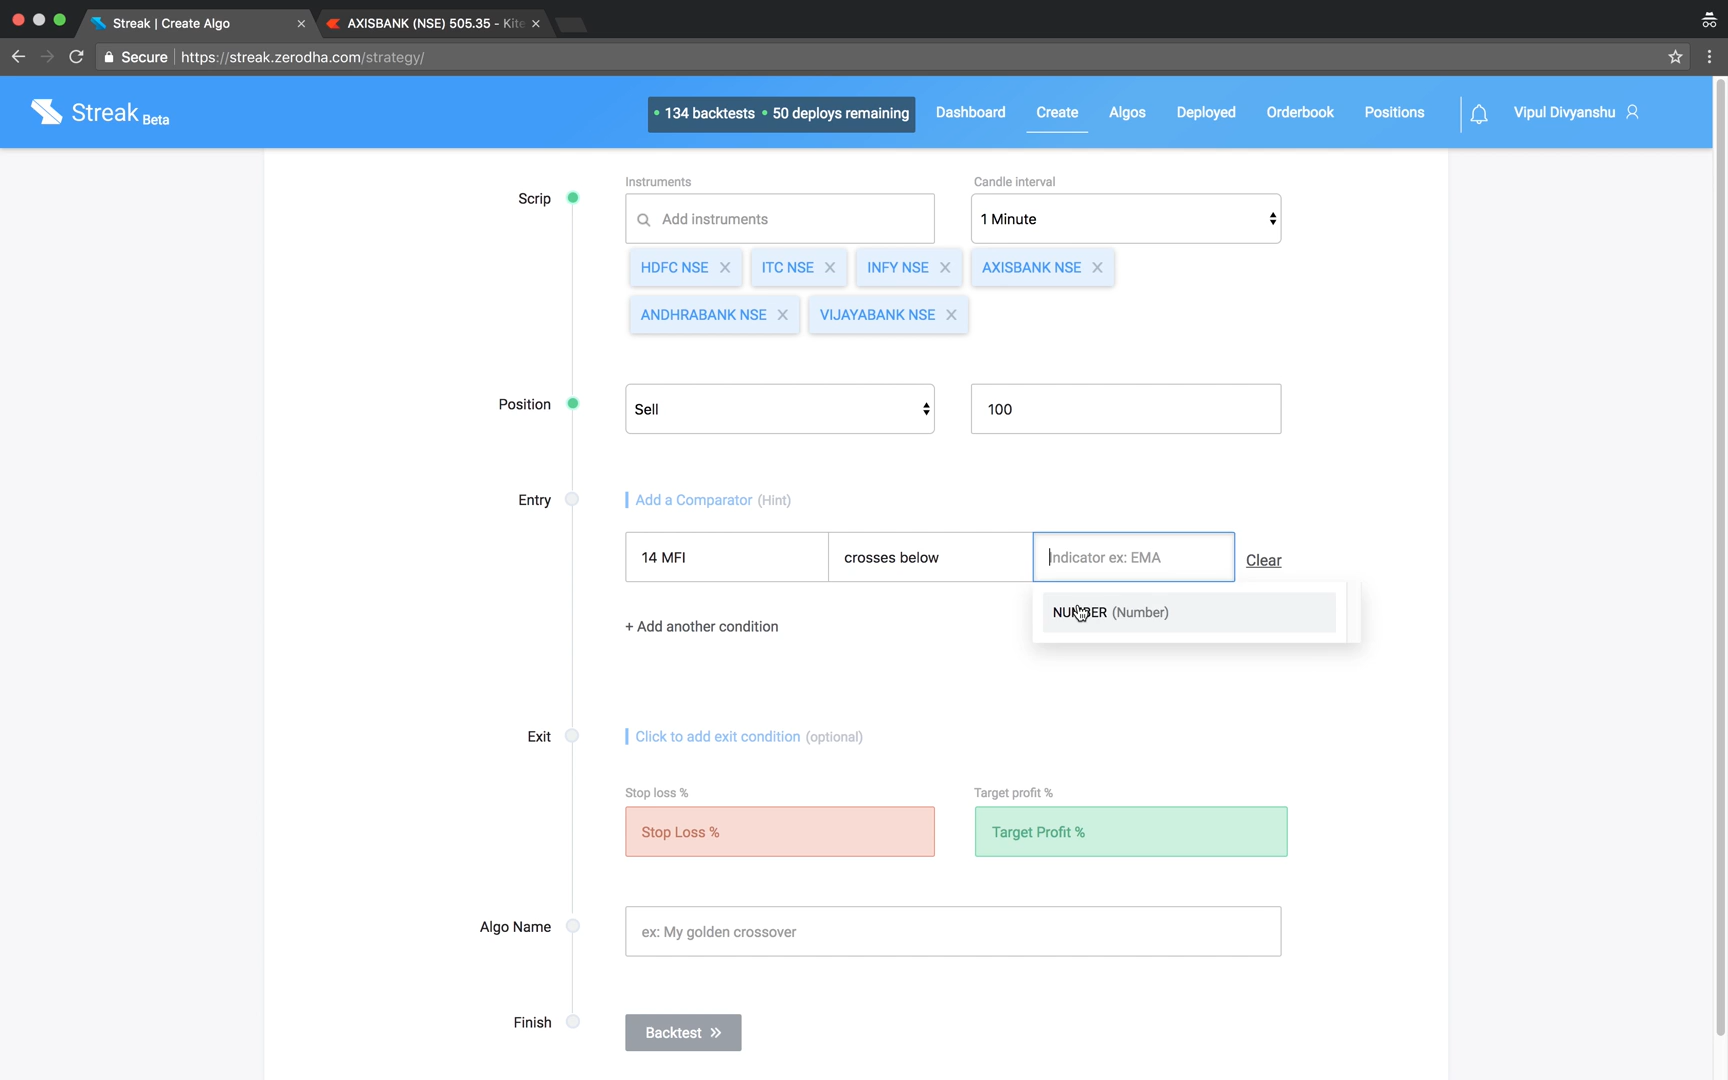 Streak | Create Algo
AXISBANK (NSE) 505.35 - Kite
Secure https://streak.zerodha.com/strategy/
Streak Beta
134 backtests 50 deploys remaining
Dashboard Create Algos Deployed Orderbook Positions Vipul Divyanshu
Instruments Candle interval
Scrip Add instruments 1 Minute
HDFC NSE ITC NSE INFY NSE AXISBANK NSE
ANDHRABANK NSE VIJAYABANK NSE
Position Sell 100
Entry Add a Comparator (Hint)
14 MFI crosses below Indicator ex: EMA Clear
NUMBER (Number)
+ Add another condition
Exit Click to add exit condition (optional)
Stop loss % Target profit %
Stop Loss % Target Profit %
Algo Name ex: My golden crossover
Finish Backtest »